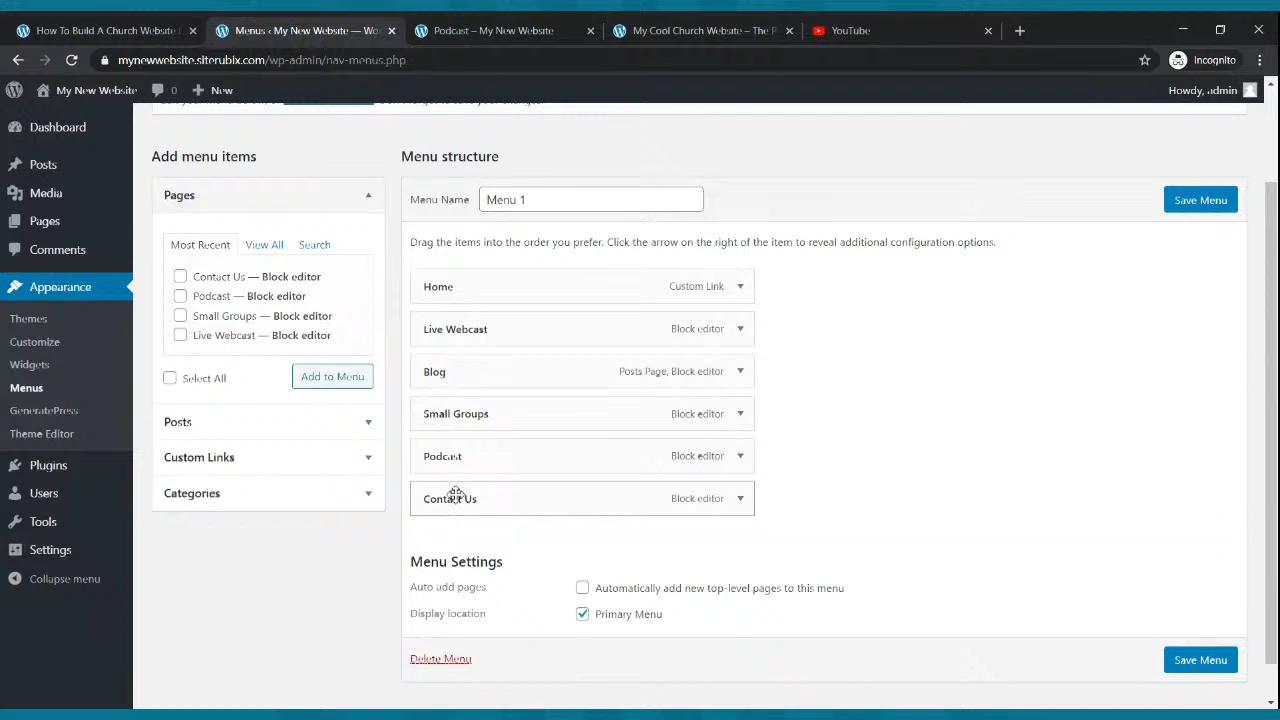 How To Build A Church Website
Menus ‹ My New Website — Wo
Podcast – My New Website
My Cool Church Website – The P
YouTube
mynewwebsite.siterubix.com/wp-admin/nav-menus.php
Incognito
My New Website
0
New
Howdy, admin
Dashboard
Posts
Media
Pages
Comments
Appearance
Themes
Customize
Widgets
Menus
GeneratePress
Theme Editor
Plugins
Users
Tools
Settings
Collapse menu
Add menu items
Pages
Most Recent
View All
Search
Contact Us — Block editor
Podcast — Block editor
Small Groups — Block editor
Live Webcast — Block editor
Select All
Add to Menu
Posts
Custom Links
Categories
Menu structure
Menu Name
Menu 1
Save Menu
Drag the items into the order you prefer. Click the arrow on the right of the item to reveal additional configuration options.
Home
Custom Link
Live Webcast
Block editor
Blog
Posts Page, Block editor
Small Groups
Block editor
Podcast
Block editor
Contact Us
Block editor
Menu Settings
Auto add pages
Automatically add new top-level pages to this menu
Display location
Primary Menu
Delete Menu
Save Menu